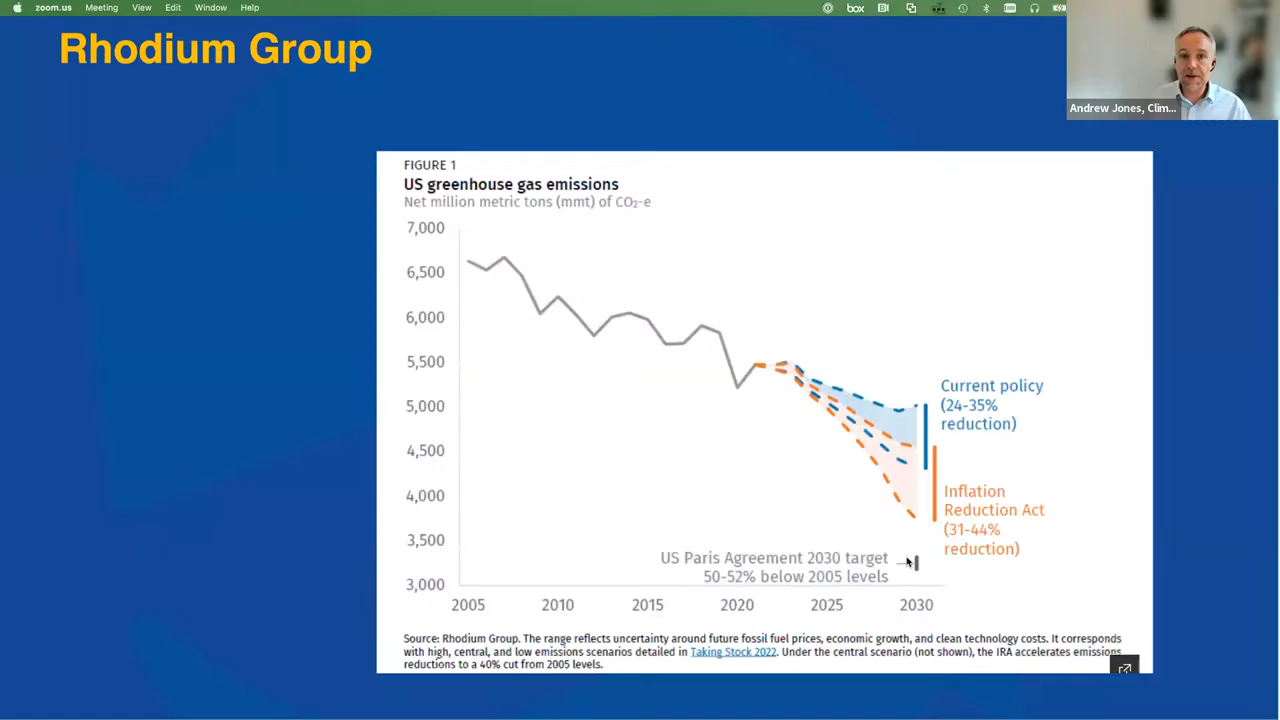 zoom.us Meeting View Edit Window Help
box
Rhodium Group
Andrew Jones, Clim...
FIGURE 1
US greenhouse gas emissions
Net million metric tons (mmt) of CO₂-e
7,000
6,500
6,000
5,500
5,000
4,500
4,000
3,500
3,000
Current policy
(24-35%
reduction)
Inflation
Reduction Act
(31-44%
reduction)
US Paris Agreement 2030 target
50-52% below 2005 levels
2005 2010 2015 2020 2025 2030
Source: Rhodium Group. The range reflects uncertainty around future fossil fuel prices, economic growth, and clean technology costs. It corresponds
with high, central, and low emissions scenarios detailed in Taking Stock 2022. Under the central scenario (not shown), the IRA accelerates emissions
reductions to a 40% cut from 2005 levels.